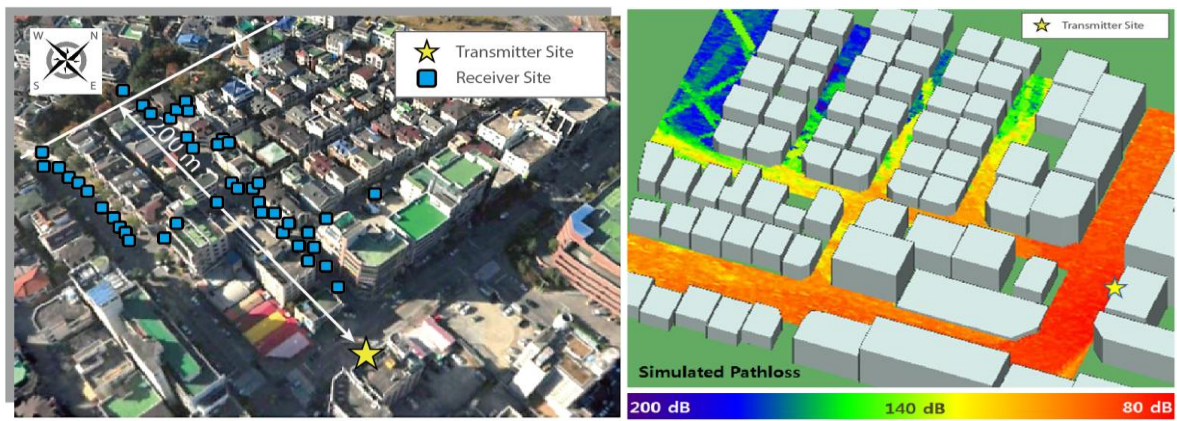 W N
S E
Transmitter Site
Receiver Site
~200m
Transmitter Site
Simulated Pathloss
200 dB 140 dB 80 dB